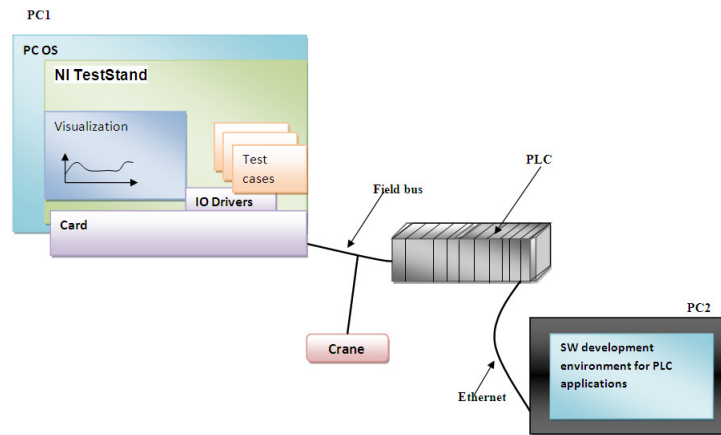 PC1
PC OS
NI TestStand
Visualization
Test
cases
IO Drivers
Card
Field bus
PLC
Crane
PC2
SW development
environment for PLC
applications
Ethernet